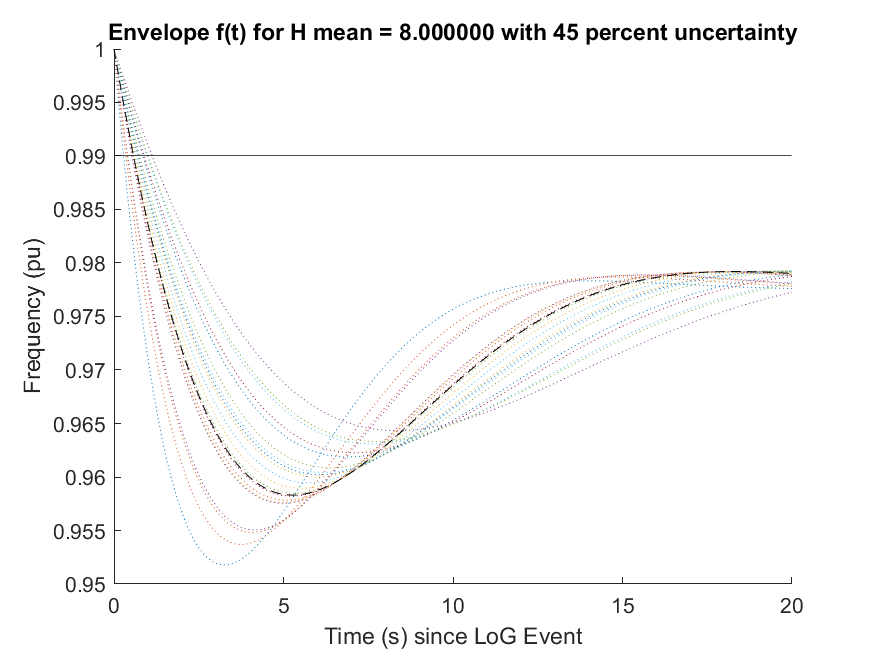 Envelope f(t) for H mean = 8.000000 with 45 percent uncertainty
1
0.995
0.99
0.985
0.98
0.975
0.97
0.965
0.96
0.955
0.95
Frequency (pu)
0 5 10 15 20
Time (s) since LoG Event